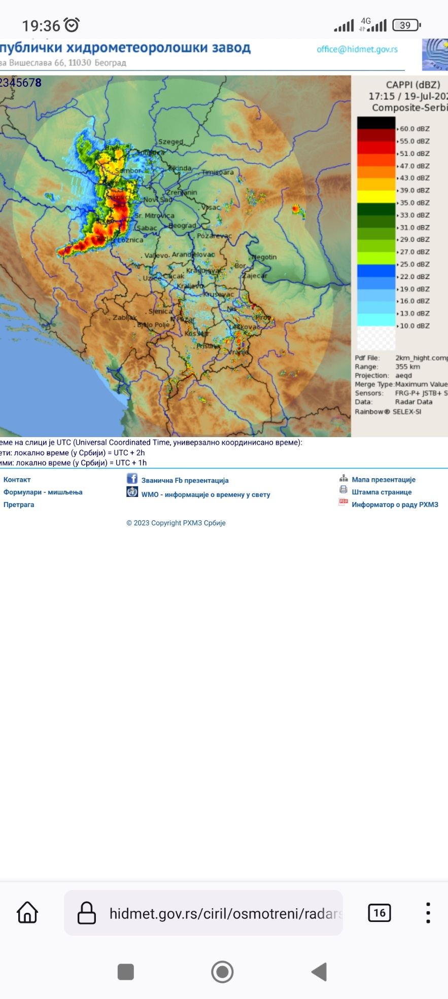 19:36
4G
39
публички хидрометеоролошки завод
office@hidmet.gov.rs
ва Вишеслава 66, 11030 Београд
2345678
CAPPI (dBZ)
17:15 / 19-Jul-202
Composite-Serbi
60.0 dBZ
55.0 dBZ
51.0 dBZ
47.0 dBZ
43.0 dBZ
39.0 dBZ
35.0 dBZ
33.0 dBZ
31.0 dBZ
29.0 dBZ
27.0 dBZ
25.0 dBZ
22.0 dBZ
19.0 dBZ
16.0 dBZ
13.0 dBZ
10.0 dBZ
Szeged
Baja
Subotica
Sombor
Kikinda
Timisoara
Zrenjanin
Vinkovci
Novi Sad
Vrsac
Sr. Mitrovica
Beograd
Sabac
Pozarevac
Tuzla
Loznica
Valjevo
Arandjelovac
Negotin
Bor
Kragujevac
Zajecar
Uzice
Cacak
Kraljevo
Krusevac
Nis
Sjenica
Zabljak
N.Pazar
Pirot
Bjelo Polje
Leskovac
Kos.Mitr.
Pristina
Vranje
Pdf File: 2km_hight.comp
Range: 355 km
Projection: aeqd
Merge Type:Maximum Value
Sensors: FRG-P+ JSTB+ S
Data: Radar Data
Rainbow® SELEX-SI
еме на слици је UTC (Universal Coordinated Time, универзално координисано време):
ети: локално време (у Србији) = UTC + 2h
ими: локално време (у Србији) = UTC + 1h
Контакт
Званична Fb презентација
Мапа презентације
Формулари - мишљења
WMO - информације о времену у свету
Штампа странице
Претрага
PDF
Информатор о раду РХМЗ
© 2023 Copyright РХМЗ Србије
hidmet.gov.rs/ciril/osmotreni/radars
16